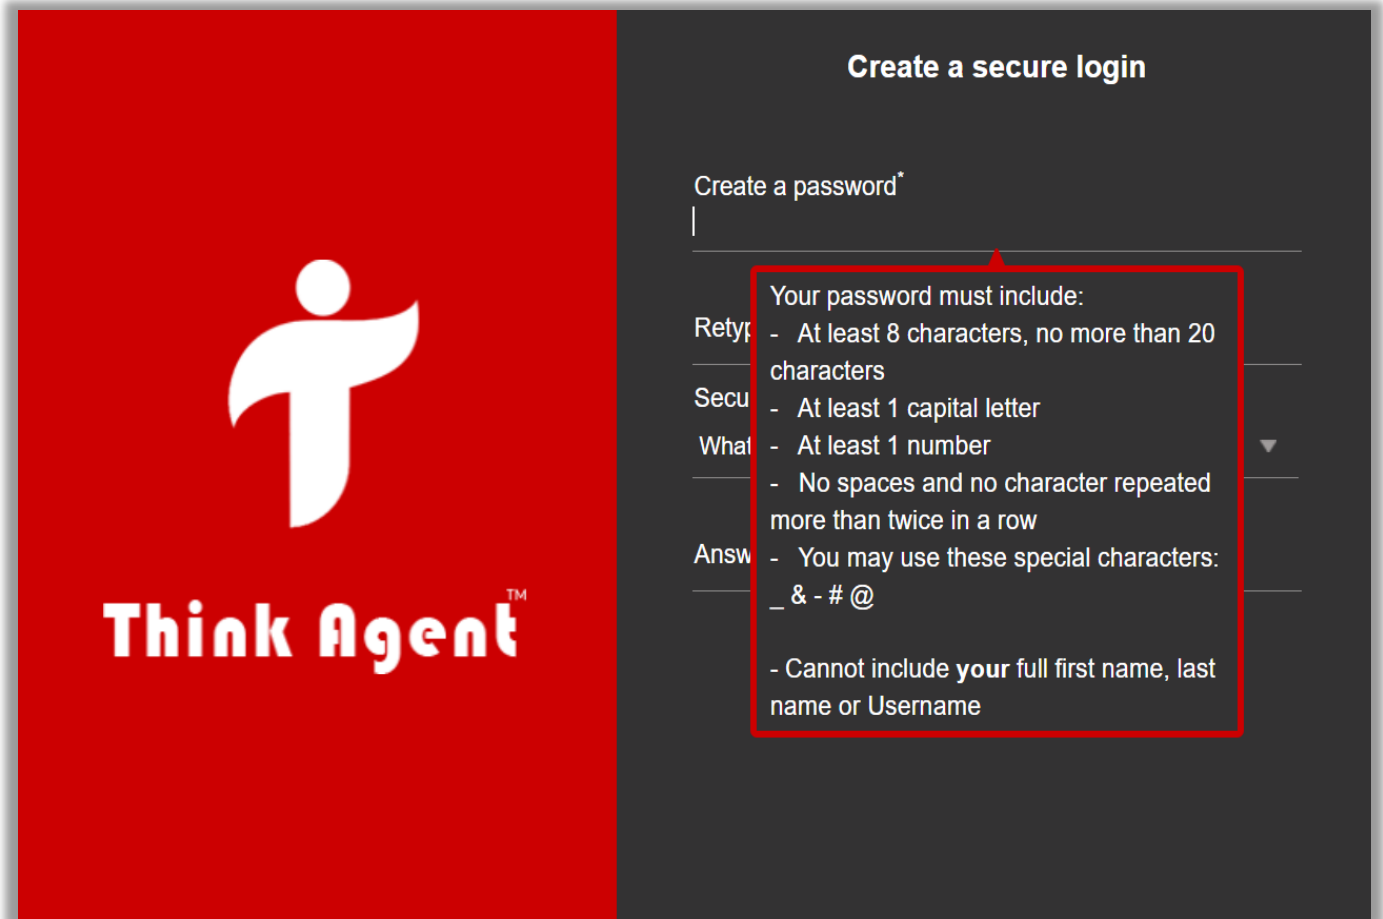 Create a secure login
Create a password*
Your password must include:
- At least 8 characters, no more than 20
characters
- At least 1 capital letter
- At least 1 number
- No spaces and no character repeated
more than twice in a row
- You may use these special characters:
_ & - # @
- Cannot include your full first name, last
name or Username
What
Think Agent™